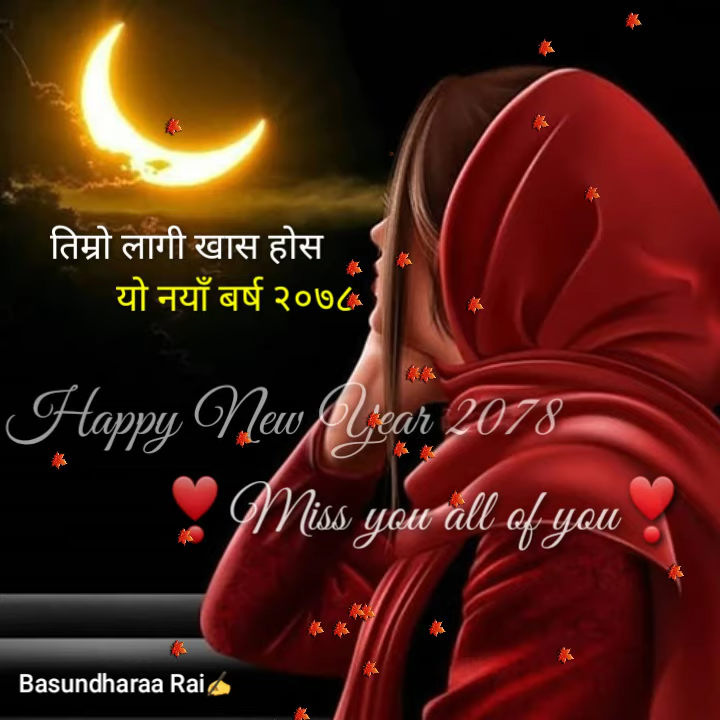 तिम्रो लागी खास होस
यो नयाँ बर्ष २०७८
Happy New Year 2078
❣️ Miss you all of you ❣️
Basundharaa Rai✍️